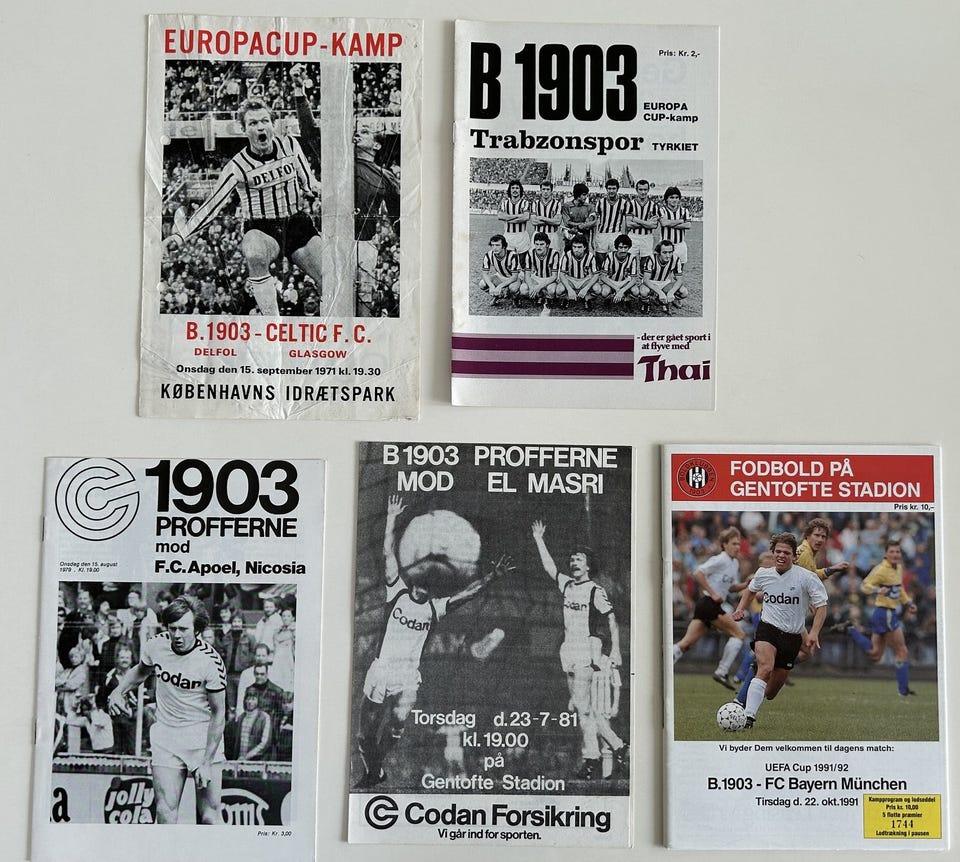 EUROPACUP-KAMP
DELFOL
B.1903 - CELTIC F. C.
DELFOL GLASGOW
Onsdag den 15. september 1971 kl. 19.30
KØBENHAVNS IDRÆTSPARK
Pris: Kr. 2,-
B 1903
EUROPA
CUP-kamp
Trabzonspor TYRKIET
- der er gået sport i
at flyve med
Thai
1903
PROFFERNE
mod
F.C. Apoel, Nicosia
Onsdag den 15. august
1979 . Kl. 19.00
Codan
jolly
cola
Pris: Kr. 3,00
B 1903 PROFFERNE
MOD EL MASRI
Codan
Codan
Torsdag d. 23-7-81
kl. 19.00
på
Gentofte Stadion
Codan Forsikring
Vi går ind for sporten.
FODBOLD PÅ
GENTOFTE STADION
Pris kr. 10,-
Codan
Vi byder Dem velkommen til dagens match:
UEFA Cup 1991/92
B.1903 - FC Bayern München
Tirsdag d. 22. okt. 1991
Kampprogram og lodseddel
Pris kr. 10,00
5 flotte præmier
1744
Lodtrækning i pausen